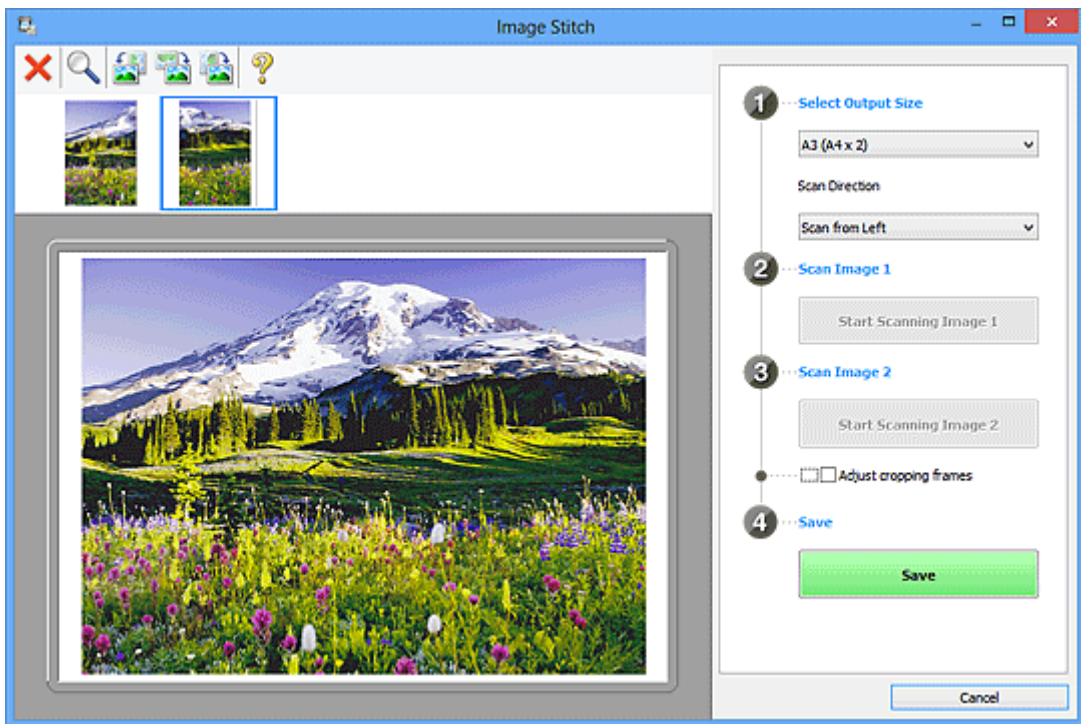 Image Stitch
1 Select Output Size
A3 (A4 x 2)
Scan Direction
Scan from Left
2 Scan Image 1
Start Scanning Image 1
3 Scan Image 2
Start Scanning Image 2
Adjust cropping frames
4 Save
Save
Cancel